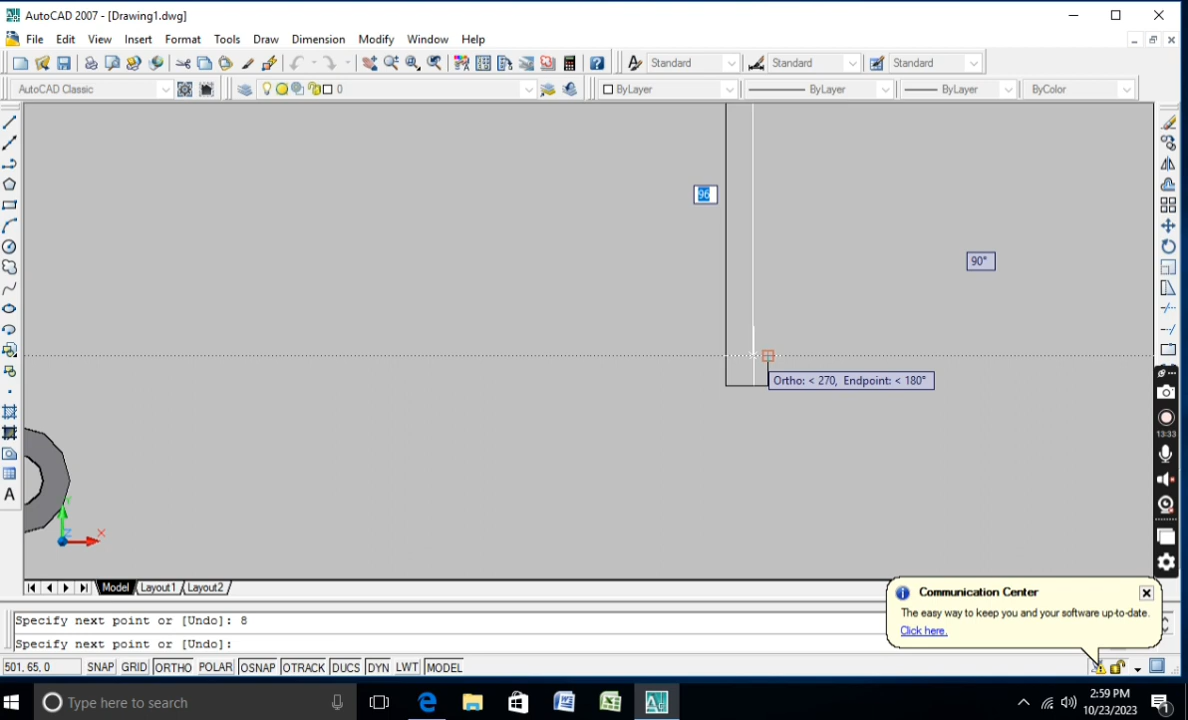 AutoCAD 2007 - [Drawing1.dwg]
File Edit View Insert Format Tools Draw Dimension Modify Window Help
Standard Standard Standard
AutoCAD Classic 0 ByLayer ByLayer ByLayer ByColor
96
90°
Ortho: < 270, Endpoint: < 180°
13:33
A
Y
X
Z
Model Layout1 Layout2
Communication Center
The easy way to keep you and your software up-to-date.
Click here.
Specify next point or [Undo]: 8
Specify next point or [Undo]:
501, 65, 0 SNAP GRID ORTHO POLAR OSNAP OTRACK DUCS DYN LWT MODEL
Type here to search
2:59 PM
10/23/2023
1